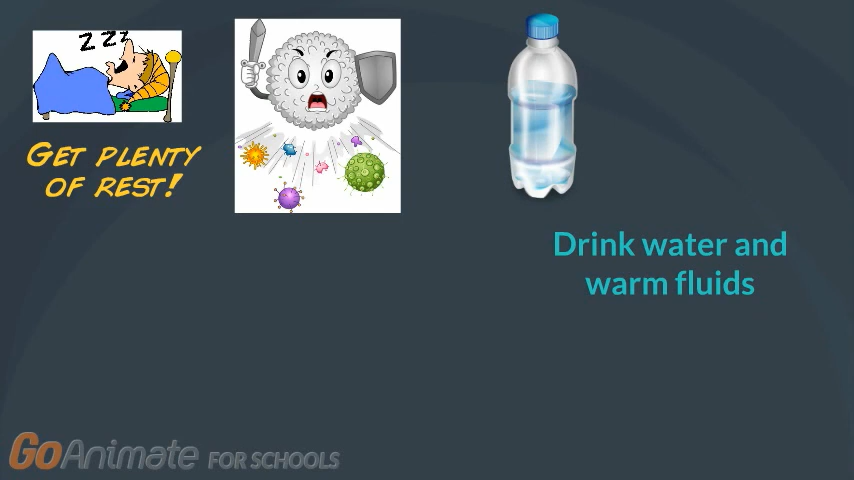 Z Z Z
GET PLENTY
OF REST!
Drink water and
warm fluids
GoAnimate FOR SCHOOLS